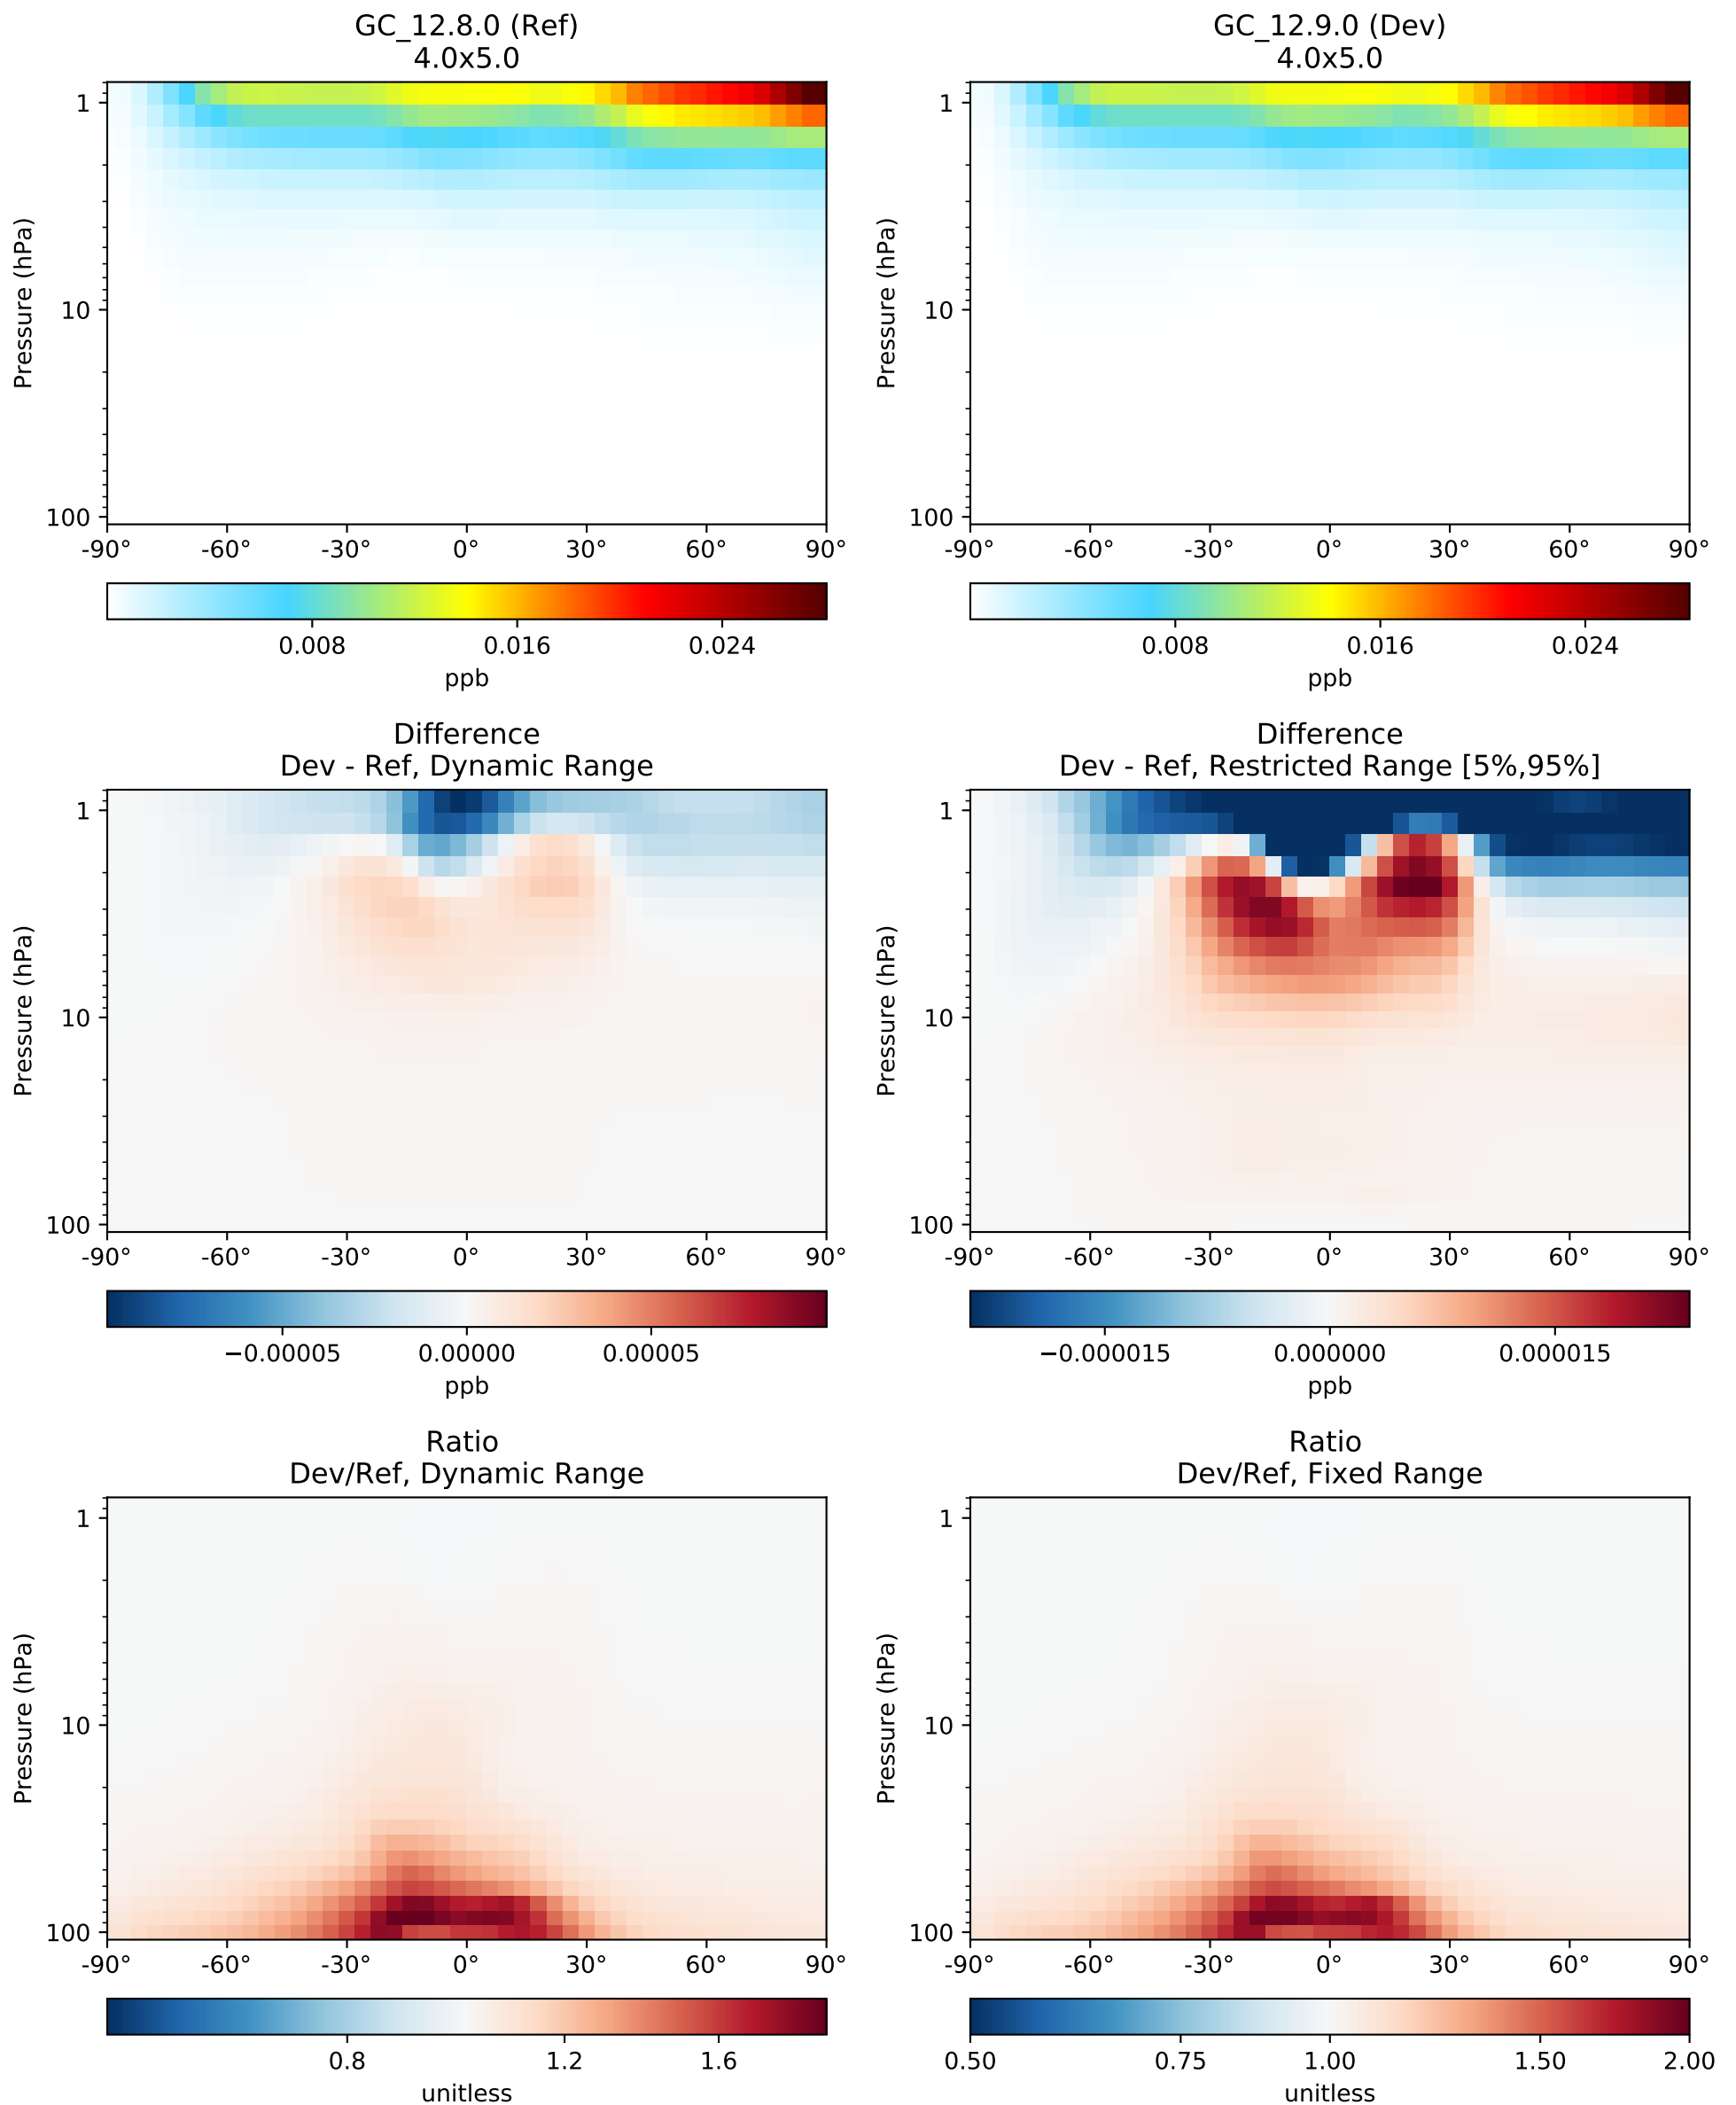 GC_12.8.0 (Ref)
4.0x5.0
Pressure (hPa)
1
10
100
-90° -60° -30° 0° 30° 60° 90°
0.008 0.016 0.024
ppb
GC_12.9.0 (Dev)
4.0x5.0
Pressure (hPa)
1
10
100
-90° -60° -30° 0° 30° 60° 90°
0.008 0.016 0.024
ppb
Difference
Dev - Ref, Dynamic Range
Pressure (hPa)
1
10
100
-90° -60° -30° 0° 30° 60° 90°
−0.00005 0.00000 0.00005
ppb
Difference
Dev - Ref, Restricted Range [5%,95%]
Pressure (hPa)
1
10
100
-90° -60° -30° 0° 30° 60° 90°
−0.000015 0.000000 0.000015
ppb
Ratio
Dev/Ref, Dynamic Range
Pressure (hPa)
1
10
100
-90° -60° -30° 0° 30° 60° 90°
0.8 1.2 1.6
unitless
Ratio
Dev/Ref, Fixed Range
Pressure (hPa)
1
10
100
-90° -60° -30° 0° 30° 60° 90°
0.50 0.75 1.00 1.50 2.00
unitless